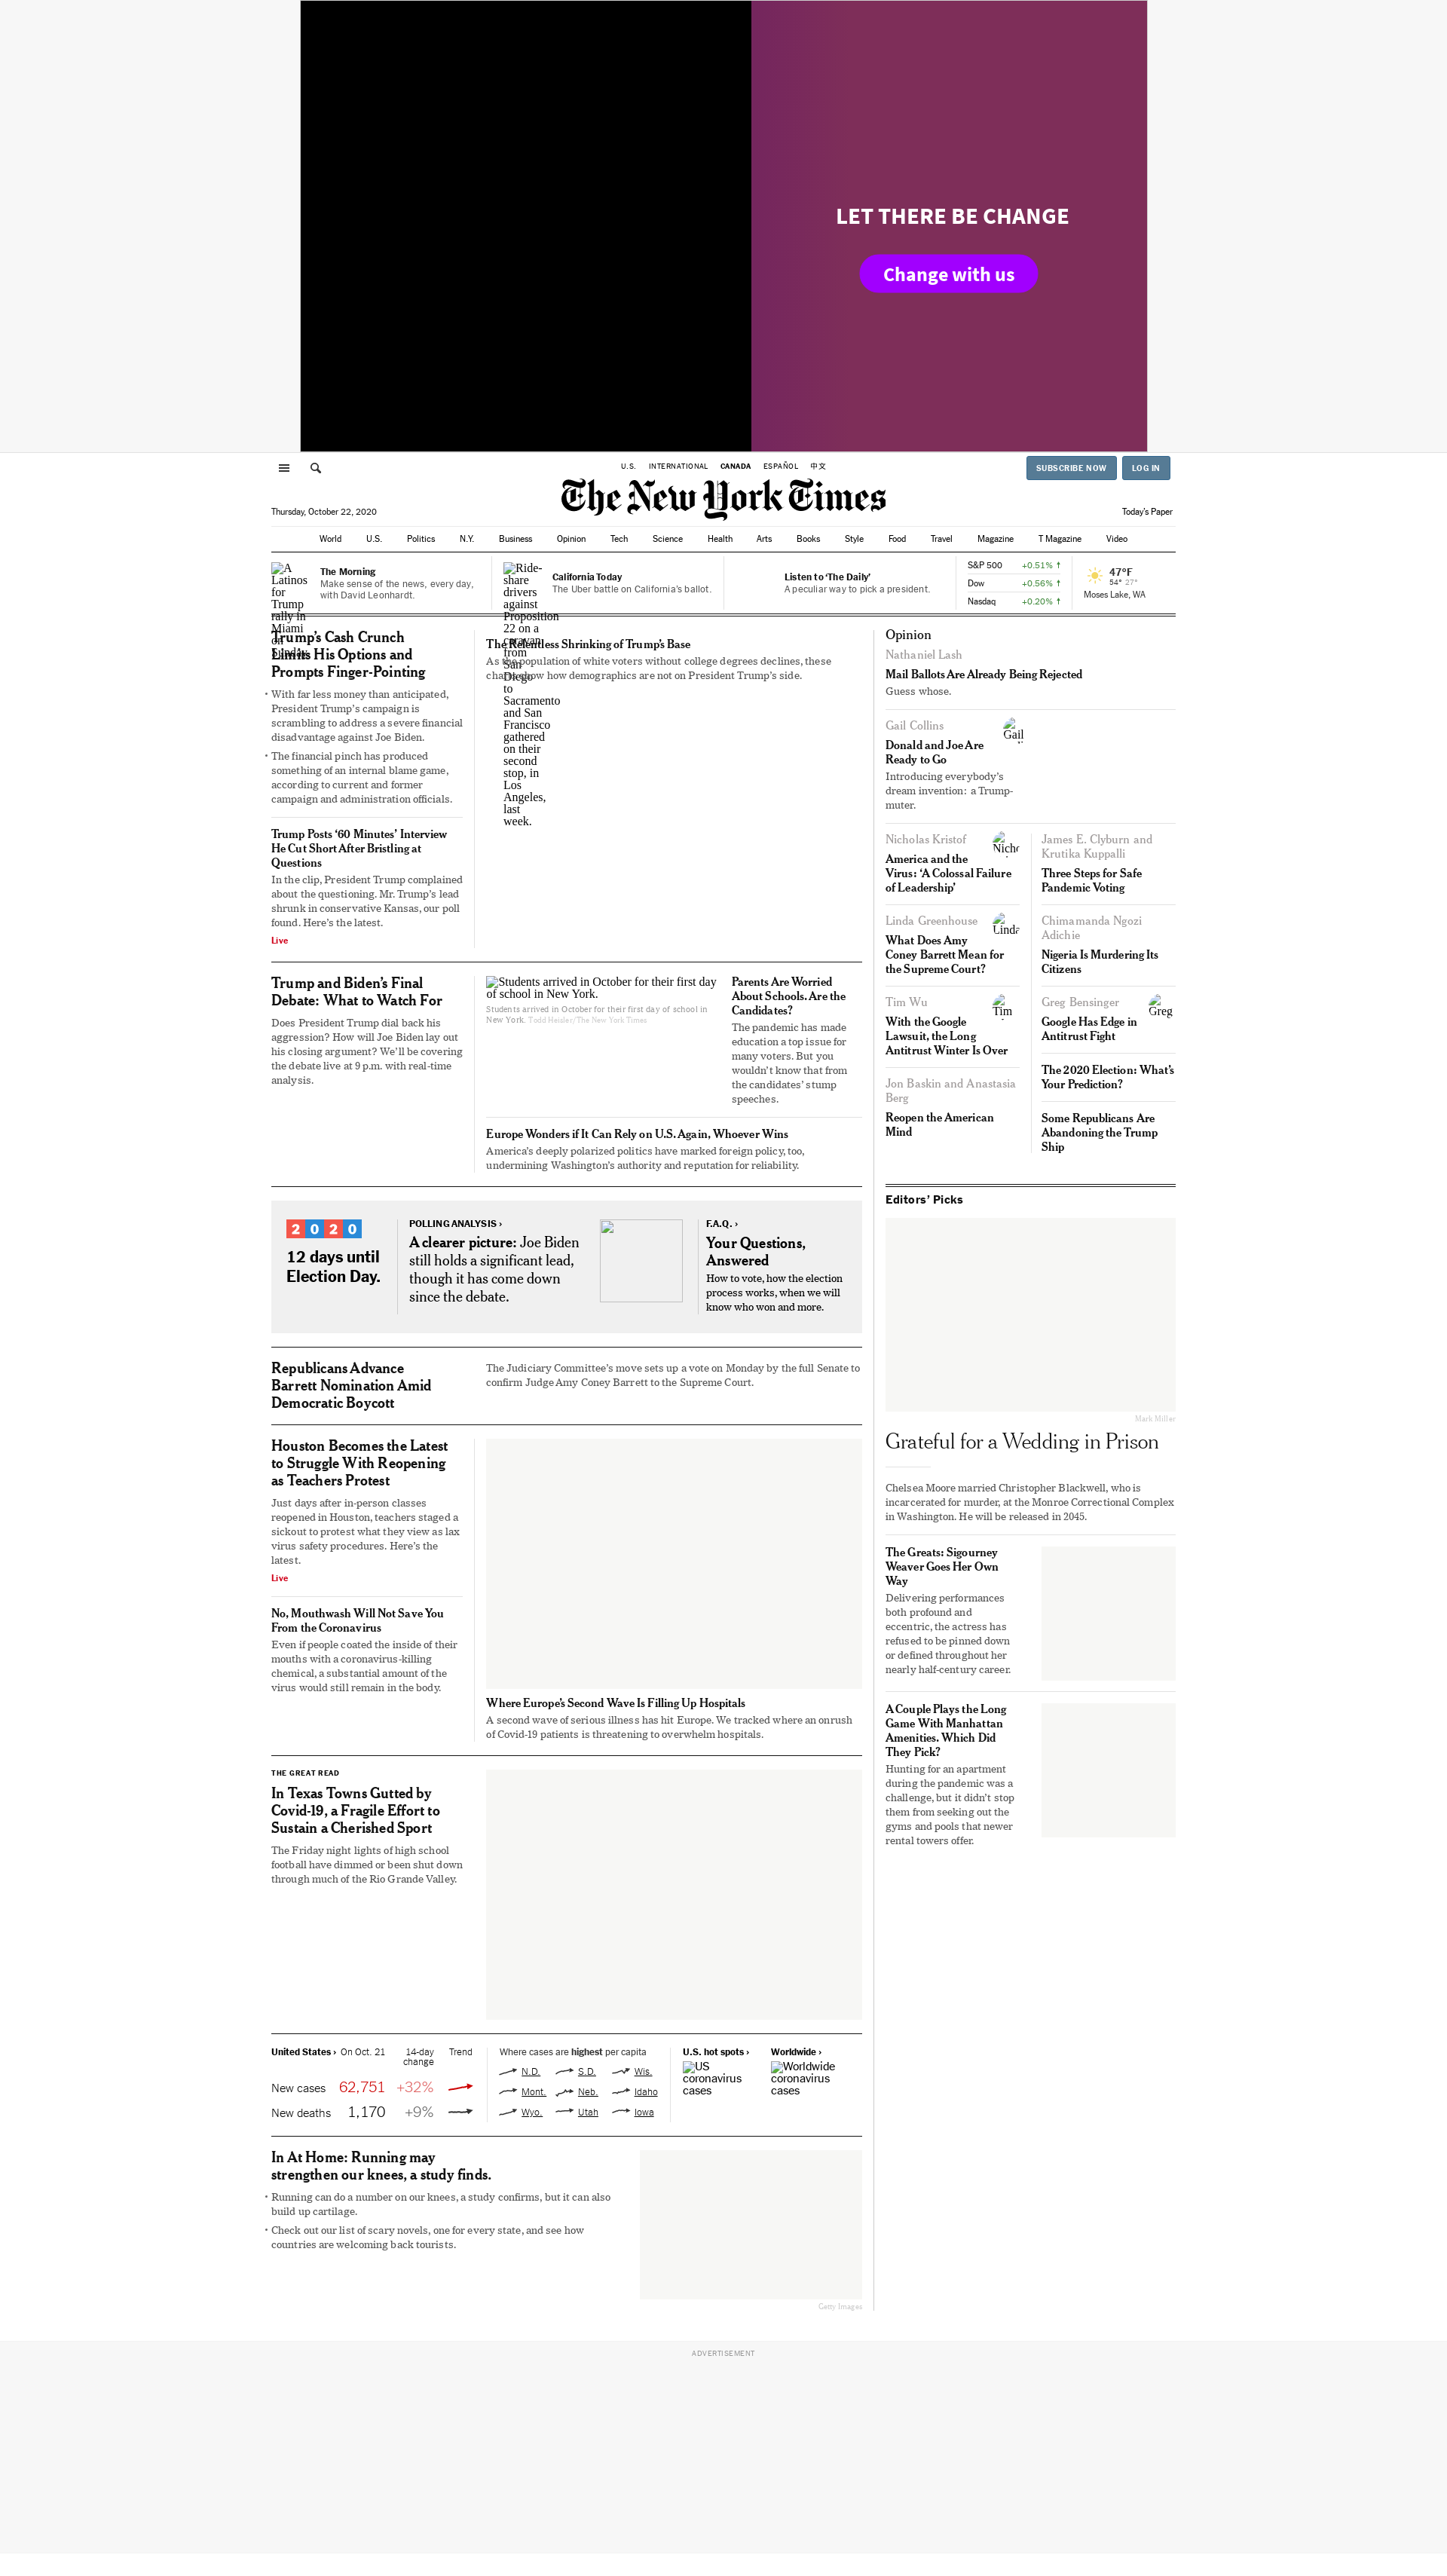 LET THERE BE CHANGE
Change with us
U.S. INTERNATIONAL CANADA ESPAÑOL 中文
SUBSCRIBE NOW LOG IN
The New York Times
Thursday, October 22, 2020
Today's Paper
World U.S. Politics N.Y. Business Opinion Tech Science Health Arts Books Style Food Travel Magazine T Magazine Video
A Latinos for Trump rally in Miami on Sunday.
The Morning
Make sense of the news, every day,
with David Leonhardt.
Ride-
share
drivers
against
Proposition
22 on a
caravan
from
San
Diego
to
Sacramento
and San
Francisco
gathered
on their
second
stop, in
Los
Angeles,
last
week.
California Today
The Uber battle on California's ballot.
Listen to ‘The Daily’
A peculiar way to pick a president.
S&P 500 +0.51%
Dow +0.56%
Nasdaq +0.20%
47°F
54° 27°
Moses Lake, WA
Trump’s Cash Crunch
Limits His Options and
Prompts Finger-Pointing
With far less money than anticipated,
President Trump’s campaign is
scrambling to address a severe financial
disadvantage against Joe Biden.
The financial pinch has produced
something of an internal blame game,
according to current and former
campaign and administration officials.
Trump Posts ‘60 Minutes’ Interview
He Cut Short After Bristling at
Questions
In the clip, President Trump complained
about the questioning. Mr. Trump’s lead
shrunk in conservative Kansas, our poll
found. Here’s the latest.
Live
The Relentless Shrinking of Trump’s Base
As the population of white voters without college degrees declines, these
charts show how demographics are not on President Trump’s side.
Trump and Biden’s Final
Debate: What to Watch For
Does President Trump dial back his
aggression? How will Joe Biden lay out
his closing argument? We’ll be covering
the debate live at 9 p.m. with real-time
analysis.
Students arrived in October for their first day
of school in New York.
Students arrived in October for their first day of school in
New York. Todd Heisler/The New York Times
Parents Are Worried
About Schools. Are the
Candidates?
The pandemic has made
education a top issue for
many voters. But you
wouldn’t know that from
the candidates’ stump
speeches.
Europe Wonders if It Can Rely on U.S. Again, Whoever Wins
America’s deeply polarized politics have marked foreign policy, too,
undermining Washington’s authority and reputation for reliability.
2020
12 days until
Election Day.
POLLING ANALYSIS ›
A clearer picture: Joe Biden
still holds a significant lead,
though it has come down
since the debate.
F.A.Q. ›
Your Questions,
Answered
How to vote, how the election
process works, when we will
know who won and more.
Republicans Advance
Barrett Nomination Amid
Democratic Boycott
The Judiciary Committee’s move sets up a vote on Monday by the full Senate to
confirm Judge Amy Coney Barrett to the Supreme Court.
Houston Becomes the Latest
to Struggle With Reopening
as Teachers Protest
Just days after in-person classes
reopened in Houston, teachers staged a
sickout to protest what they view as lax
virus safety procedures. Here’s the
latest.
Live
No, Mouthwash Will Not Save You
From the Coronavirus
Even if people coated the inside of their
mouths with a coronavirus-killing
chemical, a substantial amount of the
virus would still remain in the body.
Where Europe’s Second Wave Is Filling Up Hospitals
A second wave of serious illness has hit Europe. We tracked where an onrush
of Covid-19 patients is threatening to overwhelm hospitals.
THE GREAT READ
In Texas Towns Gutted by
Covid-19, a Fragile Effort to
Sustain a Cherished Sport
The Friday night lights of high school
football have dimmed or been shut down
through much of the Rio Grande Valley.
United States › On Oct. 21 14-day change Trend
New cases 62,751 +32%
New deaths 1,170 +9%
Where cases are highest per capita
N.D. S.D. Wis.
Mont. Neb. Idaho
Wyo. Utah Iowa
U.S. hot spots ›
US
coronavirus
cases
Worldwide ›
Worldwide
coronavirus
cases
In At Home: Running may
strengthen our knees, a study finds.
Running can do a number on our knees, a study confirms, but it can also
build up cartilage.
Check out our list of scary novels, one for every state, and see how
countries are welcoming back tourists.
Getty Images
Opinion
Nathaniel Lash
Mail Ballots Are Already Being Rejected
Guess whose.
Gail Collins
Gail
Donald and Joe Are
Ready to Go
Introducing everybody’s
dream invention: a Trump-
muter.
Nicholas Kristof
America and the
Virus: ‘A Colossal Failure
of Leadership’
James E. Clyburn and
Krutika Kuppalli
Three Steps for Safe
Pandemic Voting
Linda Greenhouse
Linda
What Does Amy
Coney Barrett Mean for
the Supreme Court?
Chimamanda Ngozi
Adichie
Nigeria Is Murdering Its
Citizens
Tim Wu
Tim
With the Google
Lawsuit, the Long
Antitrust Winter Is Over
Greg Bensinger
Greg
Google Has Edge in
Antitrust Fight
Jon Baskin and Anastasia
Berg
Reopen the American
Mind
The 2020 Election: What’s
Your Prediction?
Some Republicans Are
Abandoning the Trump
Ship
Editors’ Picks
Mark Miller
Grateful for a Wedding in Prison
Chelsea Moore married Christopher Blackwell, who is
incarcerated for murder, at the Monroe Correctional Complex
in Washington. He will be released in 2045.
The Greats: Sigourney
Weaver Goes Her Own
Way
Delivering performances
both profound and
eccentric, the actress has
refused to be pinned down
or defined throughout her
nearly half-century career.
A Couple Plays the Long
Game With Manhattan
Amenities. Which Did
They Pick?
Hunting for an apartment
during the pandemic was a
challenge, but it didn’t stop
them from seeking out the
gyms and pools that newer
rental towers offer.
ADVERTISEMENT